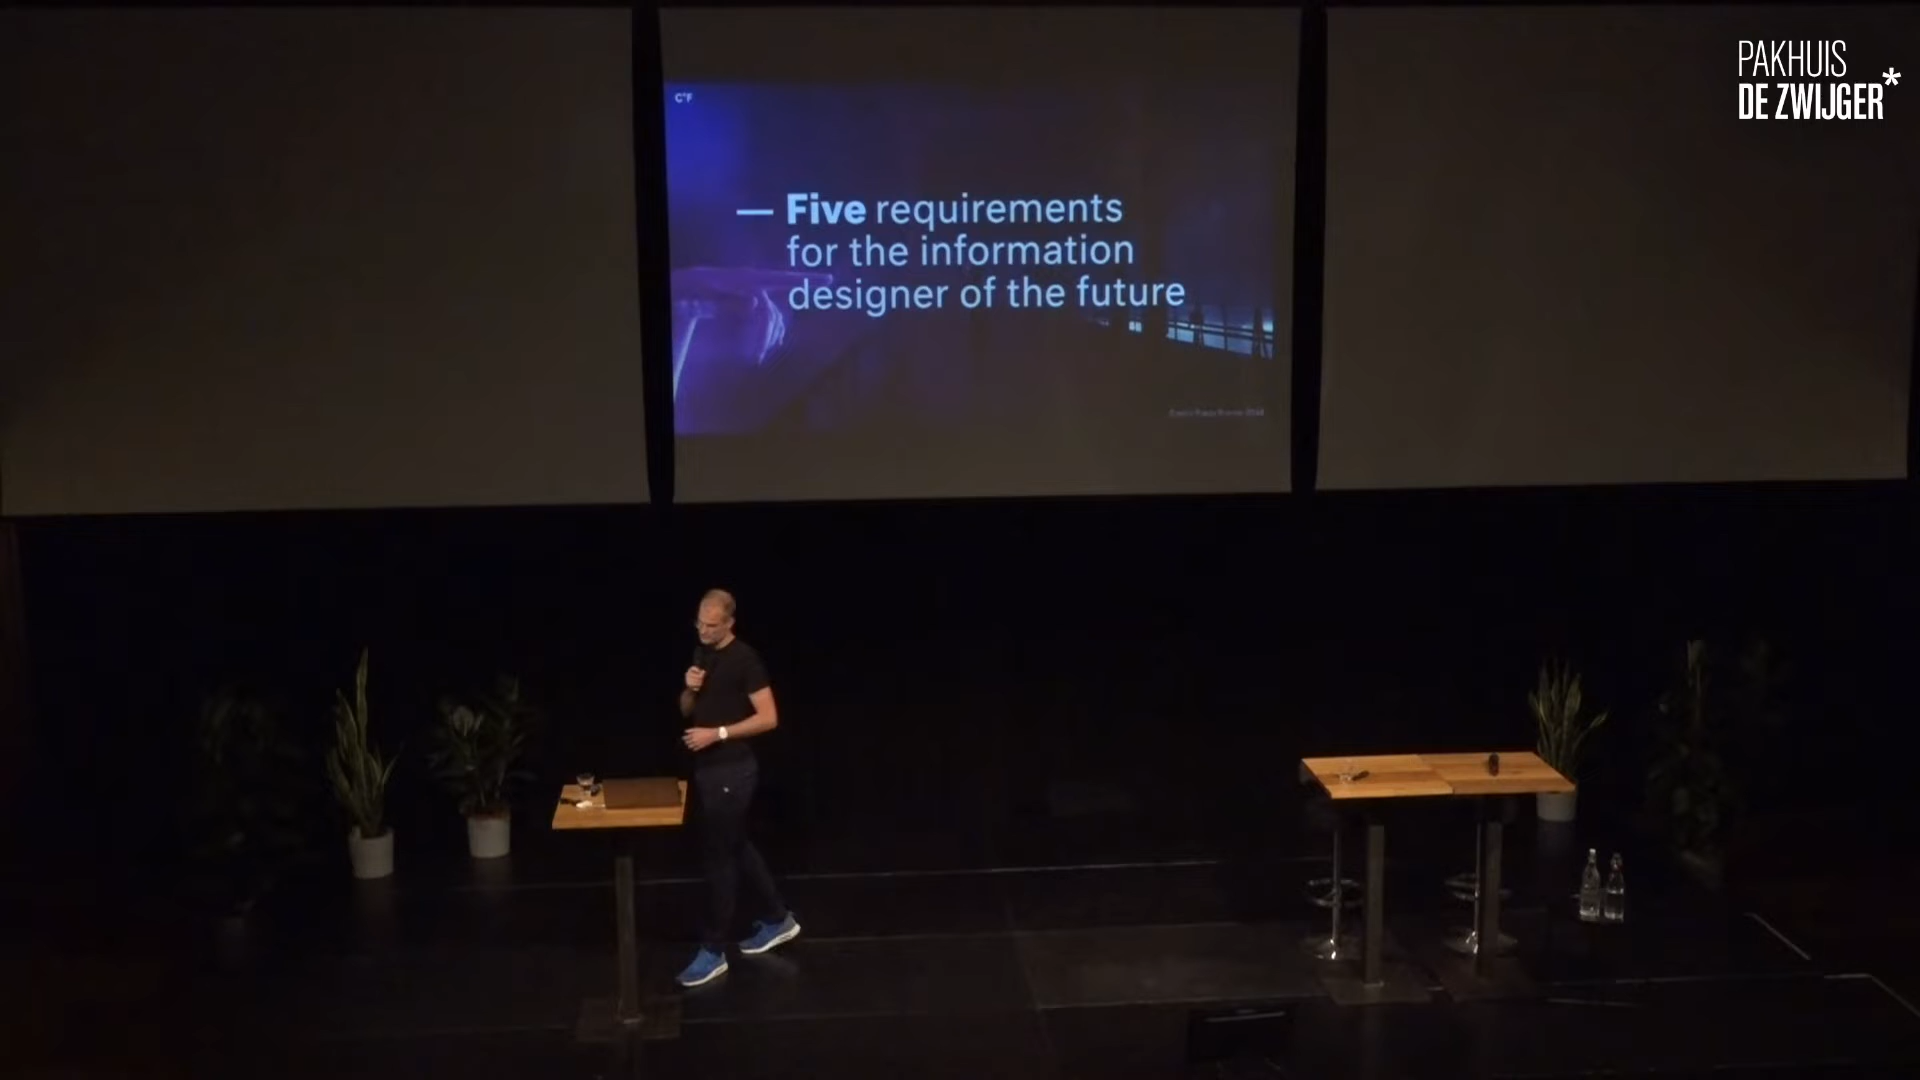 PAKHUIS
DE ZWIJGER*
C°F
— Five requirements
for the information
designer of the future